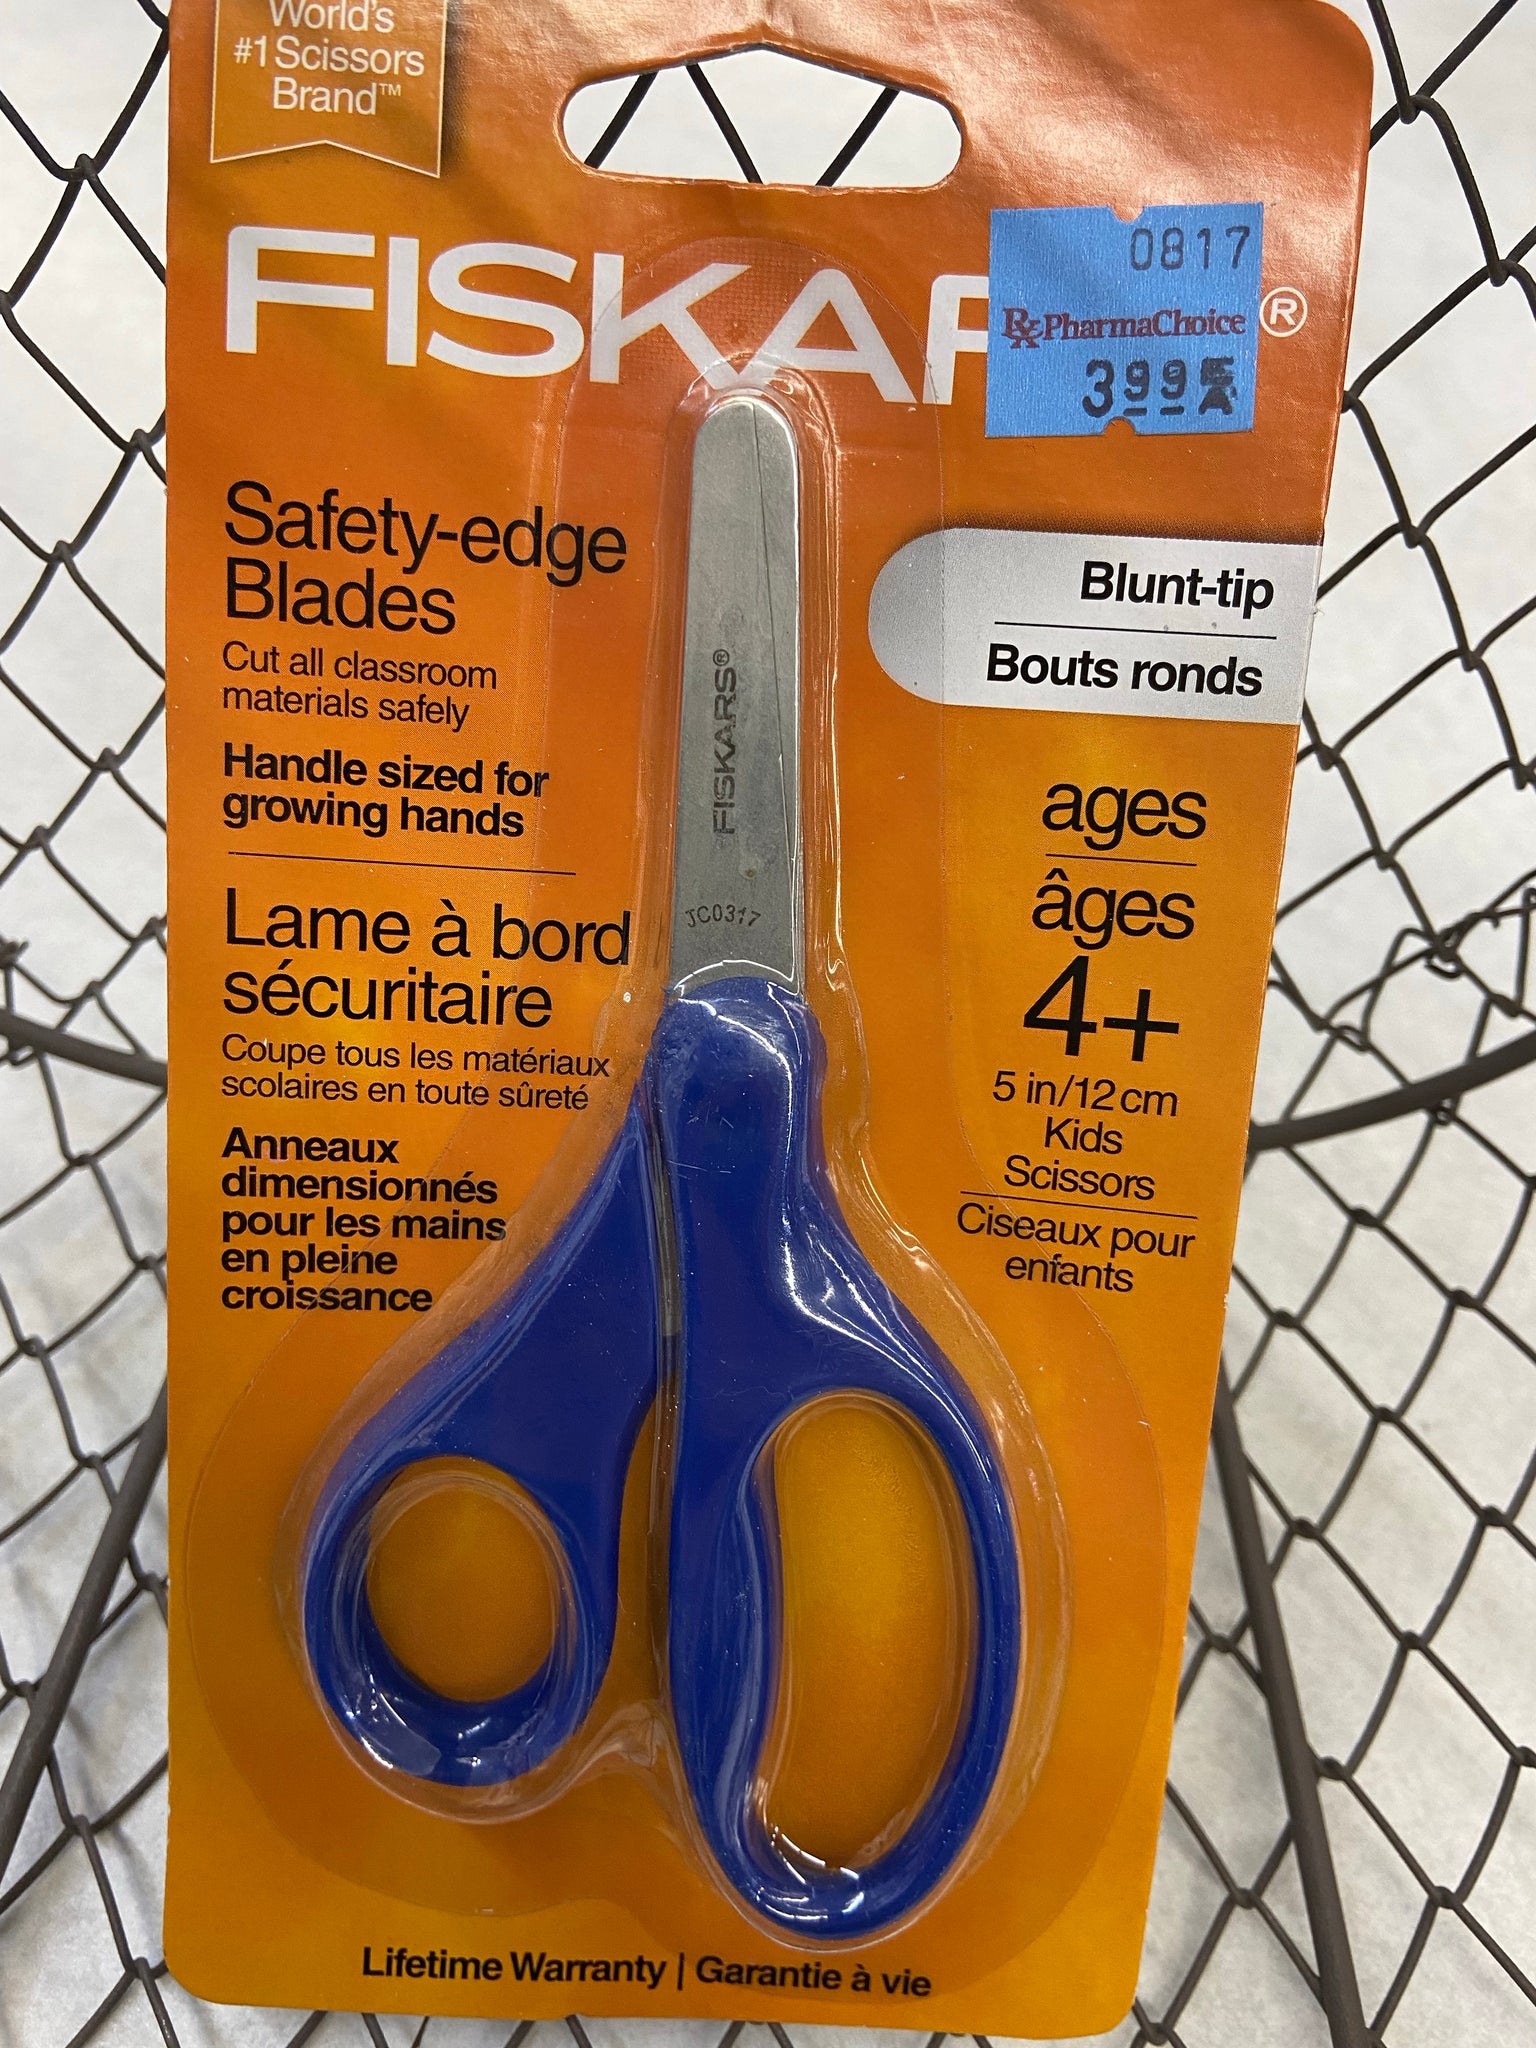 World's
#1 Scissors
Brand™
FISKAR ®
0817
Rx PharmaChoice
3.99 EA
Safety-edge
Blades
Cut all classroom
materials safely
Handle sized for
growing hands
Lame à bord
sécuritaire
Coupe tous les matériaux
scolaires en toute sûreté
Anneaux
dimensionnés
pour les mains
en pleine
croissance
FISKARS®
JC0317
Blunt-tip
Bouts ronds
ages
âges
4+
5 in/12 cm
Kids
Scissors
Ciseaux pour
enfants
Lifetime Warranty | Garantie à vie